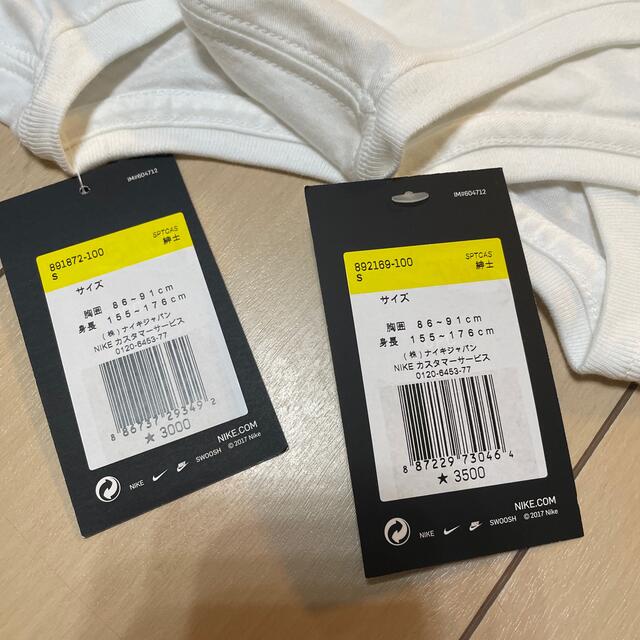 IM#604712
891872-100
SPTCAS
S
紳士
サイズ
胸囲 86~91cm
身長 155~176cm
(株)ナイキジャパン
NIKE カスタマーサービス
0120-6453-77
8 86737 29349 2
★ 3000
NIKE.COM
NIKE SWOOSH © 2017 Nike
IM#604712
892169-100
SPTCAS
S
紳士
サイズ
胸囲 86~91cm
身長 155~176cm
(株)ナイキジャパン
NIKE カスタマーサービス
0120-6453-77
8 87229 73046 4
★ 3500
NIKE.COM
NIKE SWOOSH © 2017 Nike